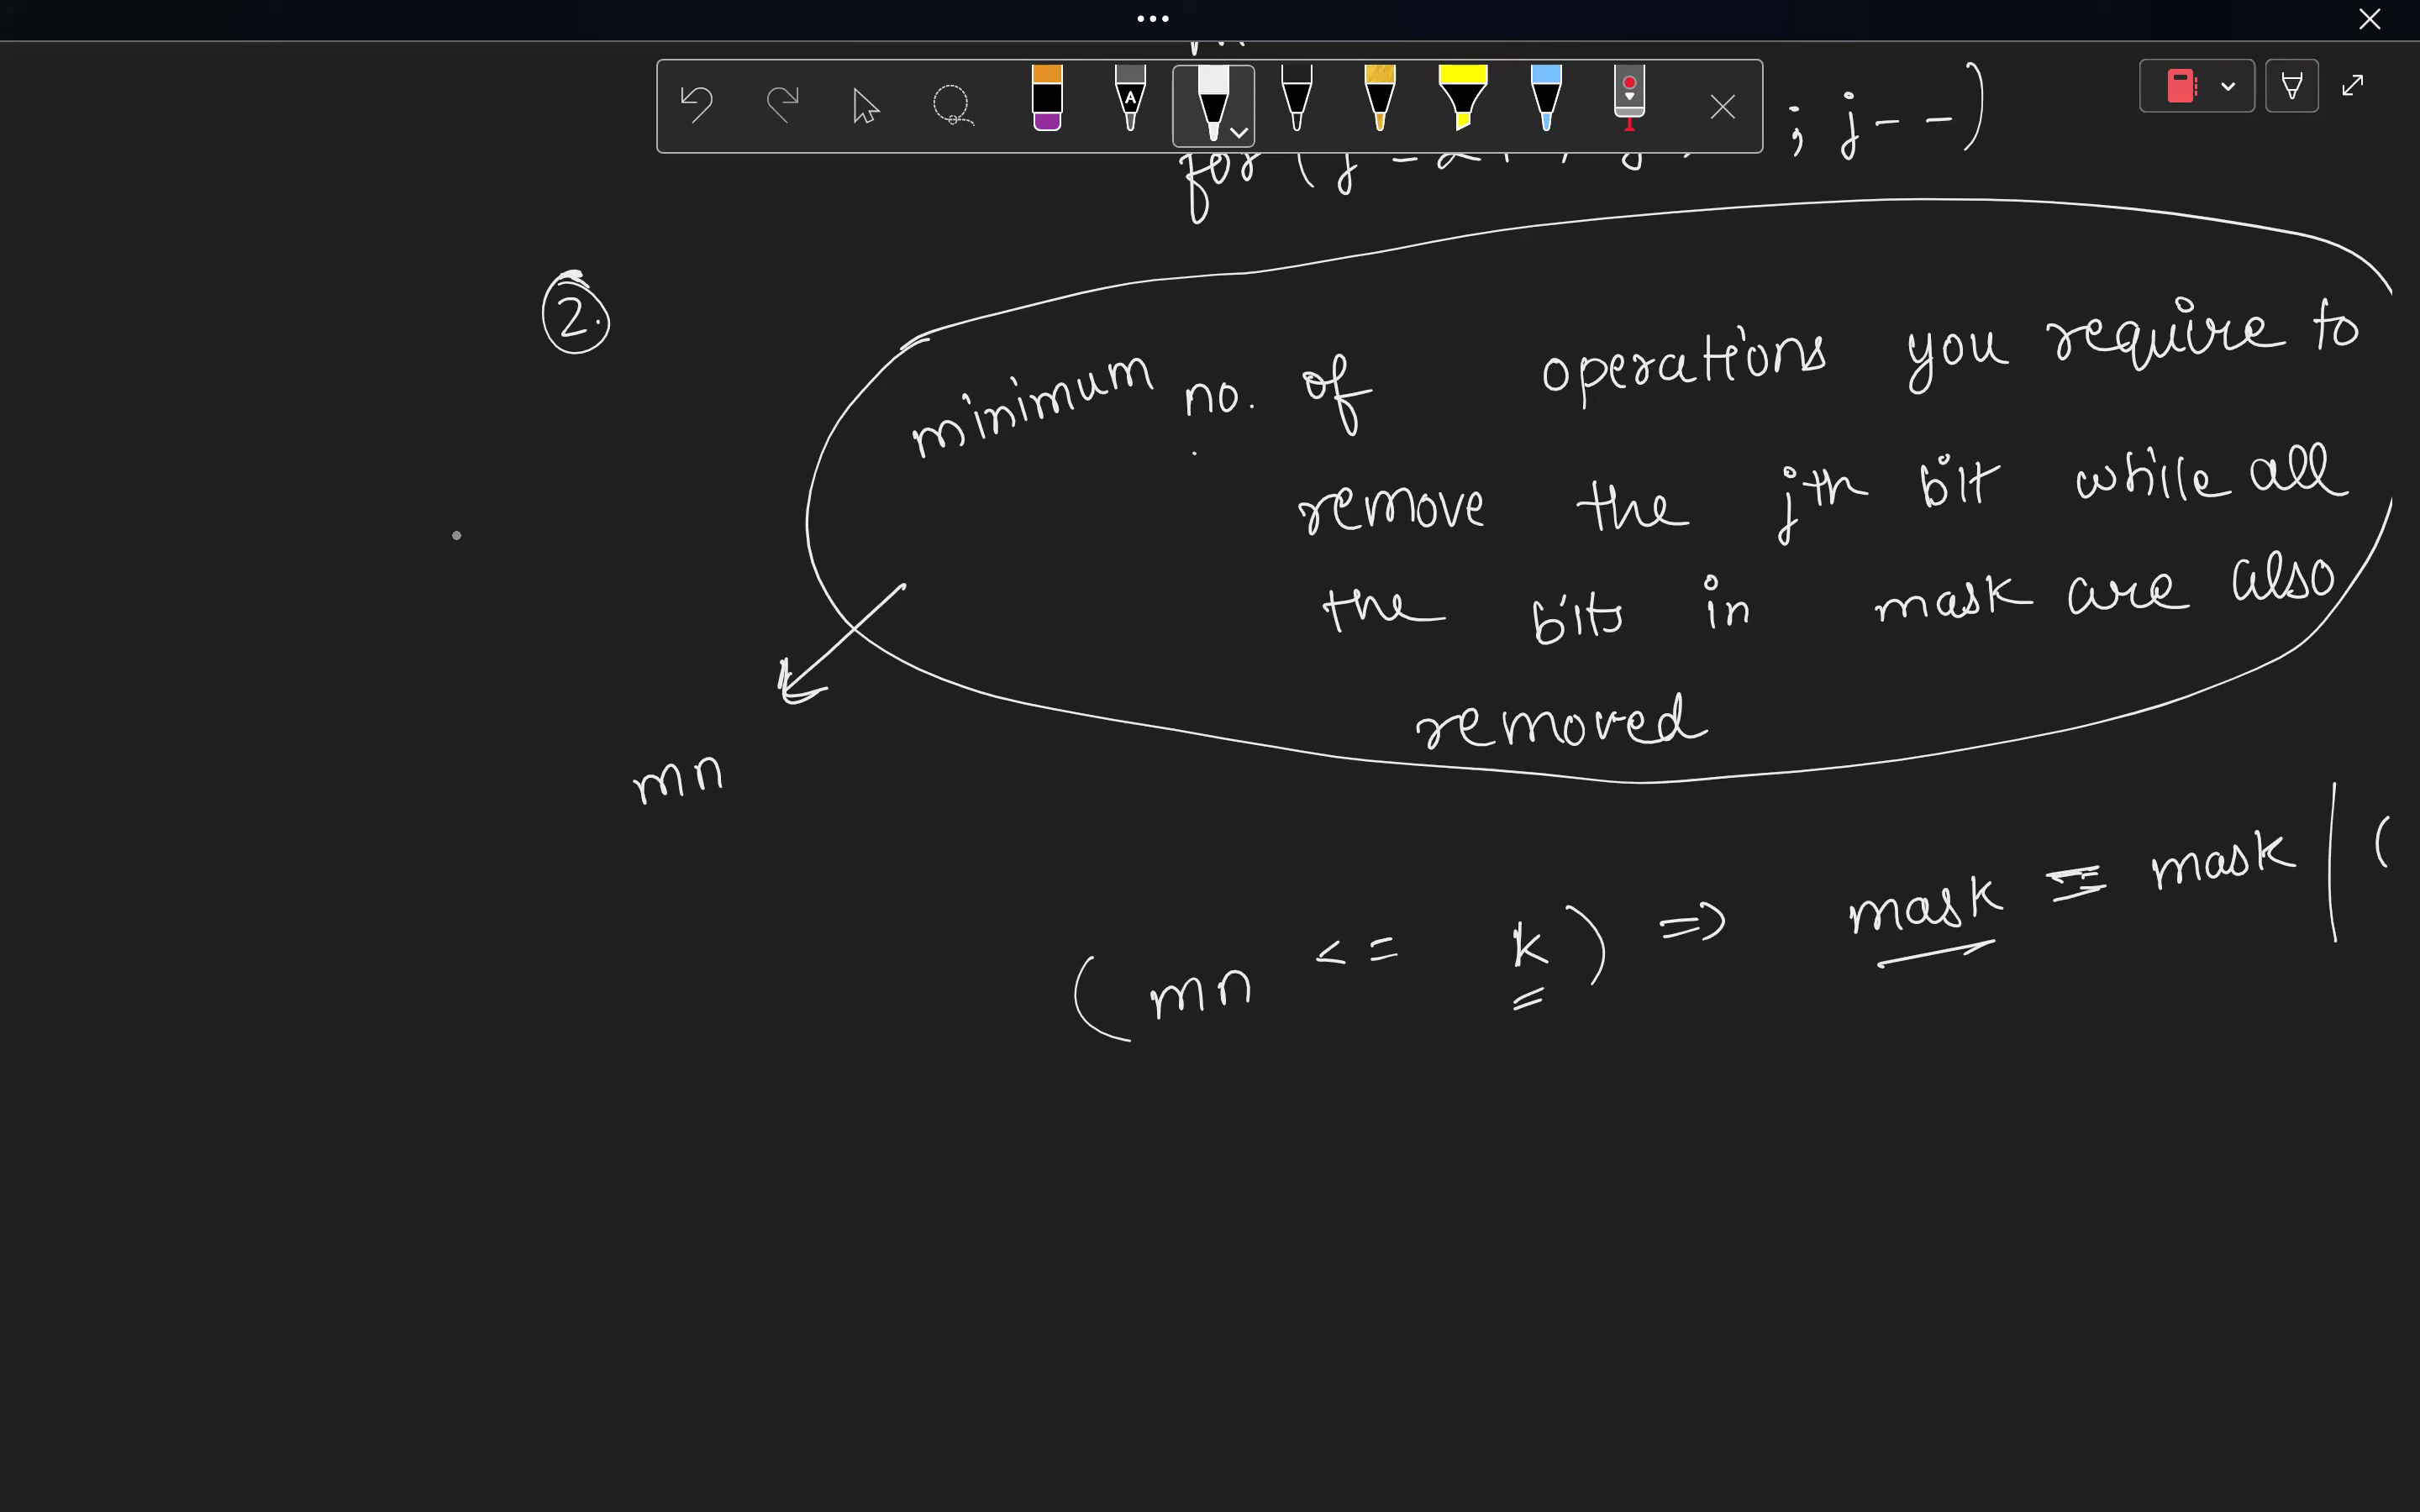 ; j--)
for (j
2.
minimum no. of operations you require to
remove the jth bit while all
the bits in mask are also
removed
mn
(mn <= k) => mask = mask | (